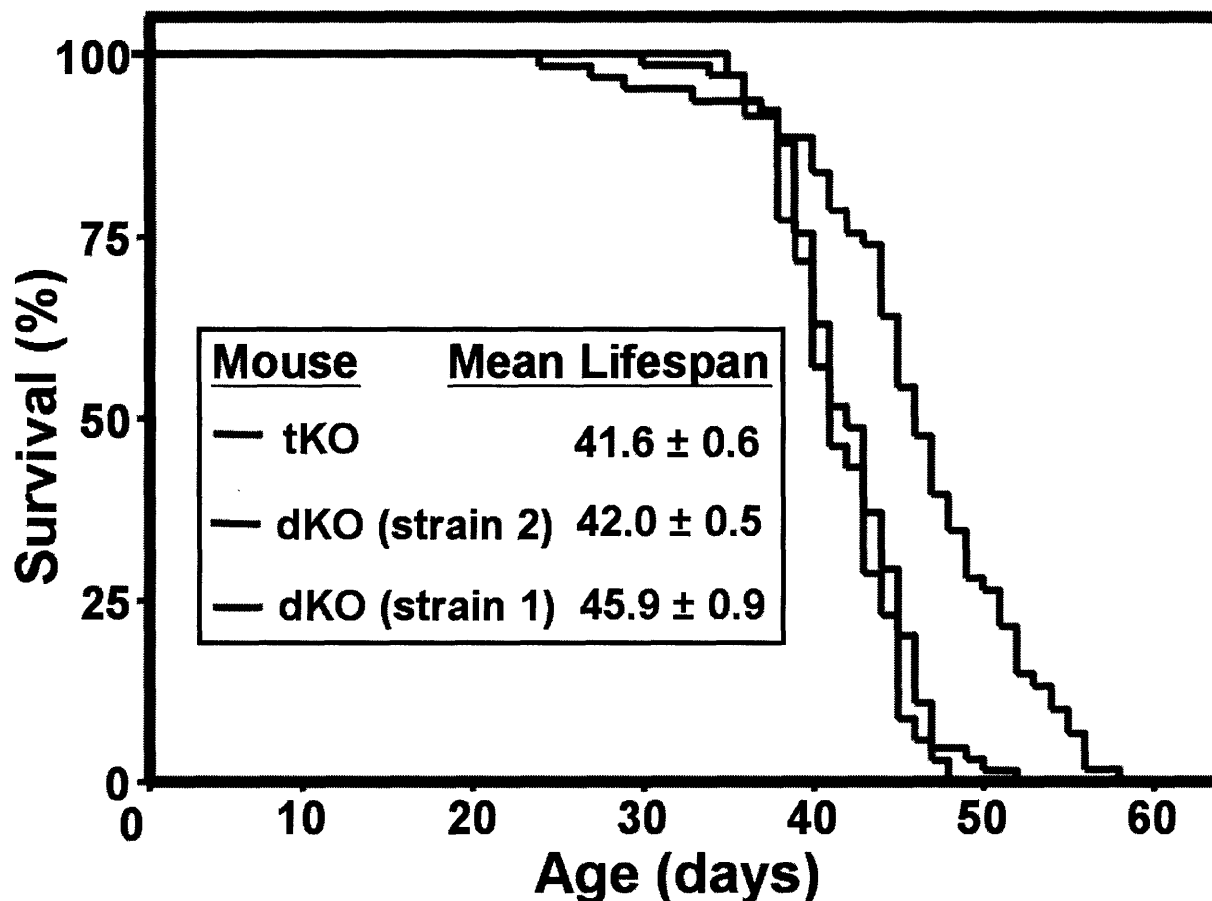 100
75
50
25
0
Survival (%)
Mouse Mean Lifespan
tKO 41.6 ± 0.6
dKO (strain 2) 42.0 ± 0.5
dKO (strain 1) 45.9 ± 0.9
0 10 20 30 40 50 60
Age (days)